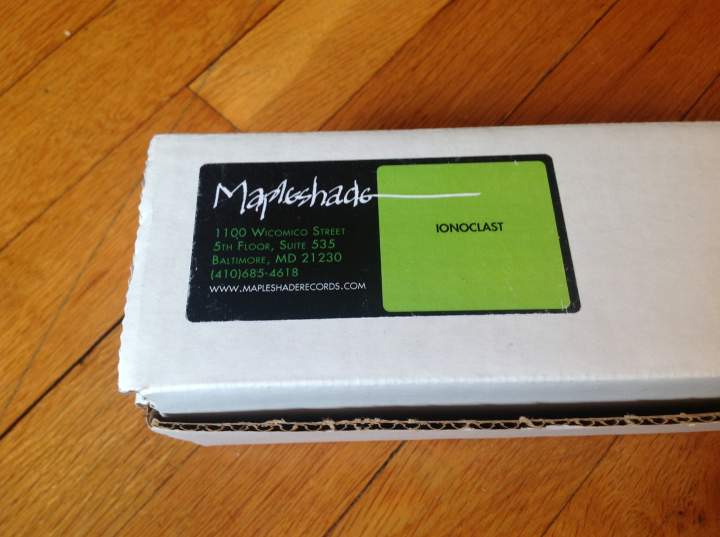 Mapleshade
1100 Wicomico Street
5th Floor, Suite 535
Baltimore, MD 21230
(410)685-4618
www.mapleshaderecords.com
IONOCLAST